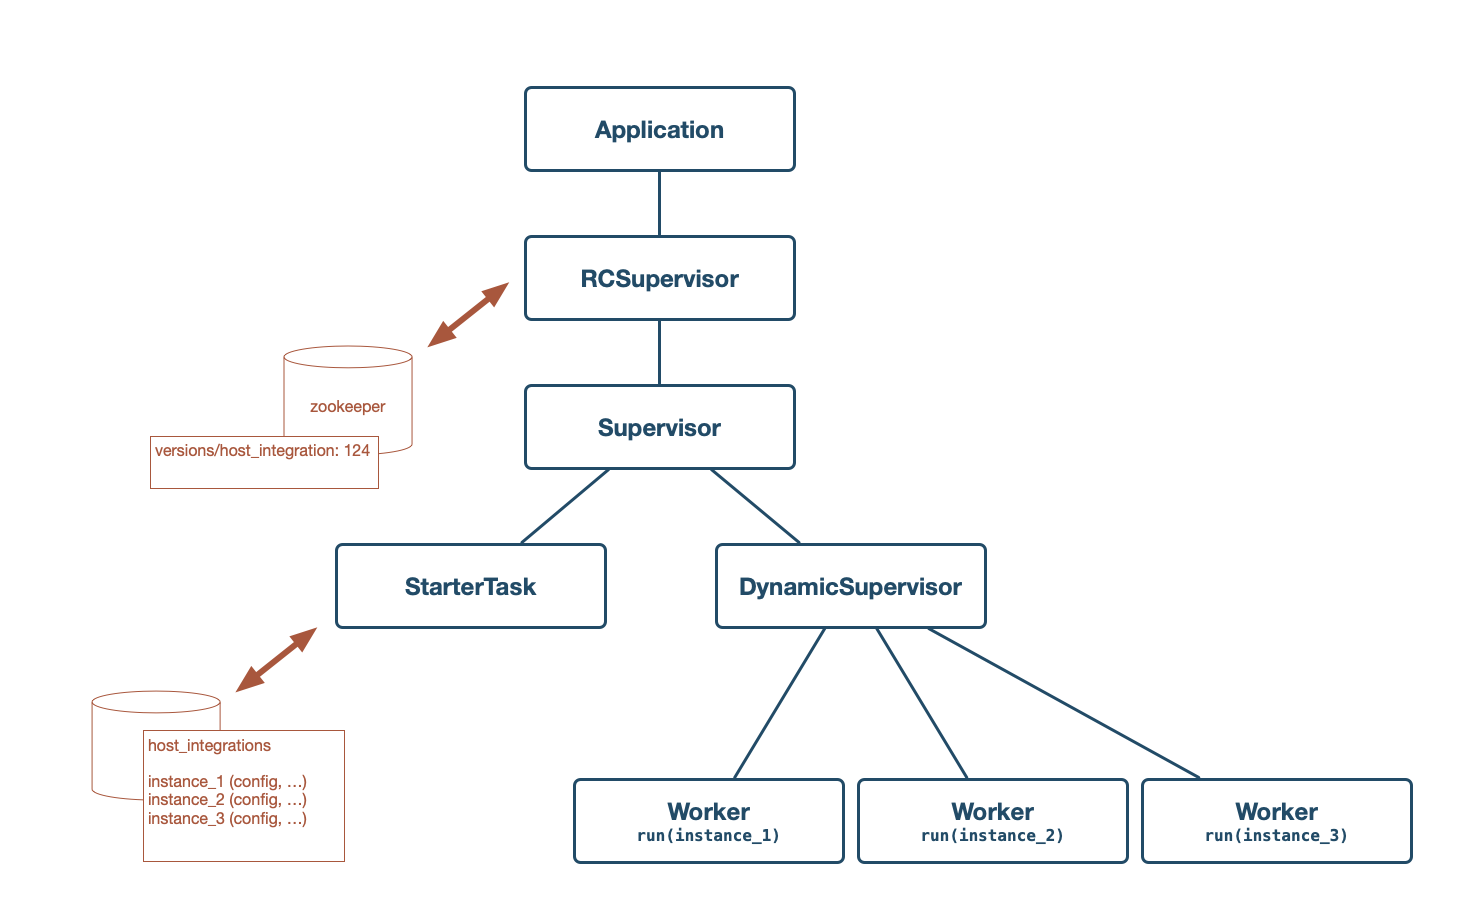 Application
RCSupervisor
zookeeper
versions/host_integration: 124
Supervisor
StarterTask
DynamicSupervisor
host_integrations
instance_1 (config, …)
instance_2 (config, …)
instance_3 (config, …)
Worker
run(instance_1)
Worker
run(instance_2)
Worker
run(instance_3)